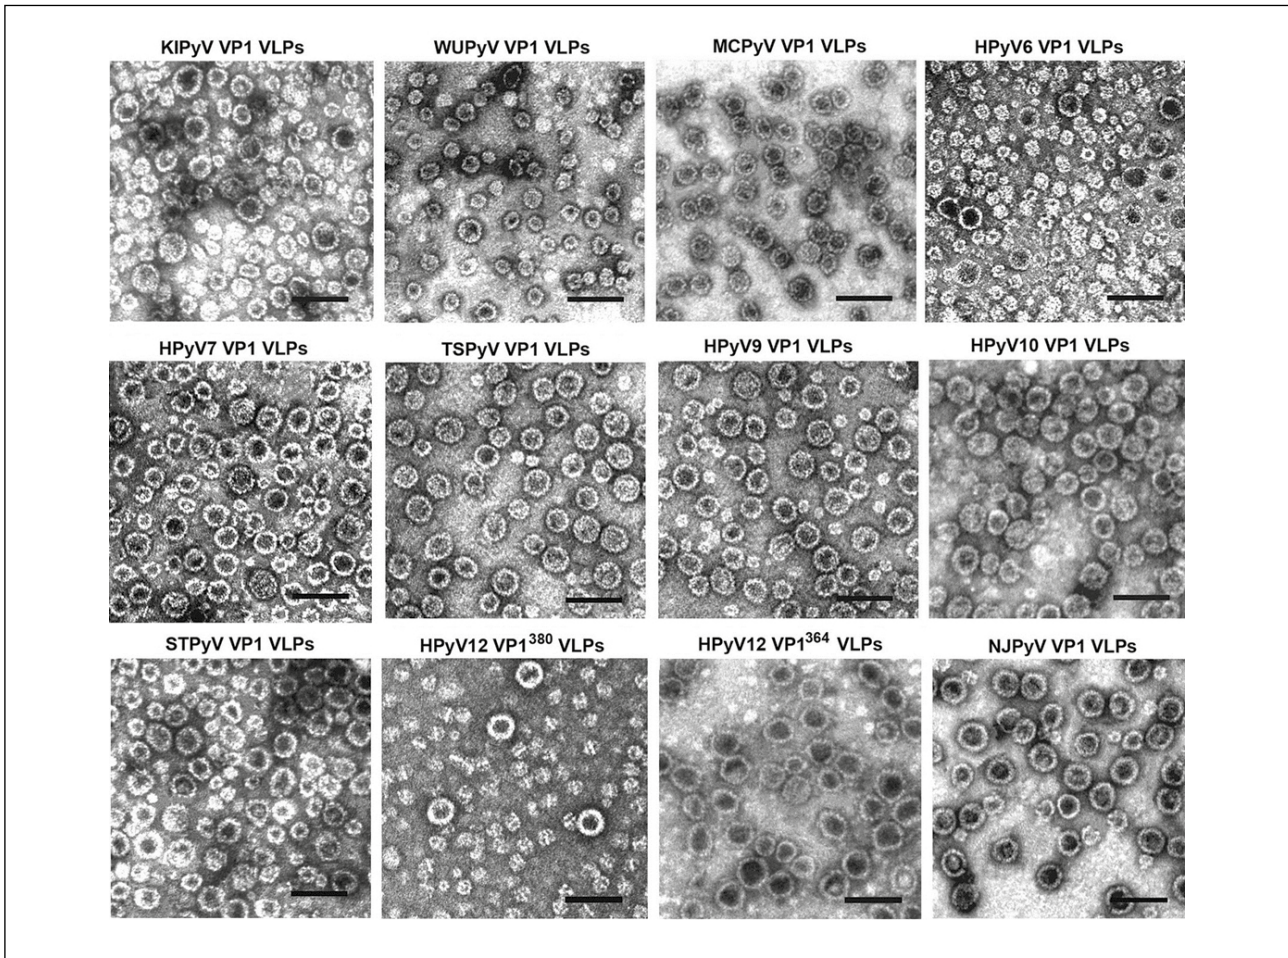 KIPyV VP1 VLPs
WUPyV VP1 VLPs
MCPyV VP1 VLPs
HPyV6 VP1 VLPs
HPyV7 VP1 VLPs
TSPyV VP1 VLPs
HPyV9 VP1 VLPs
HPyV10 VP1 VLPs
STPyV VP1 VLPs
HPyV12 VP1³⁸⁰ VLPs
HPyV12 VP1³⁶⁴ VLPs
NJPyV VP1 VLPs